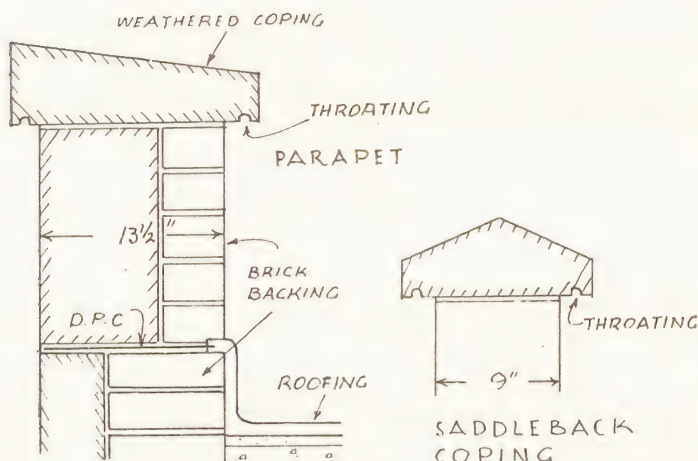 WEATHERED COPING
THROATING
PARAPET
13½"
BRICK
BACKING
D.P.C
ROOFING
THROATING
9"
SADDLEBACK
COPING